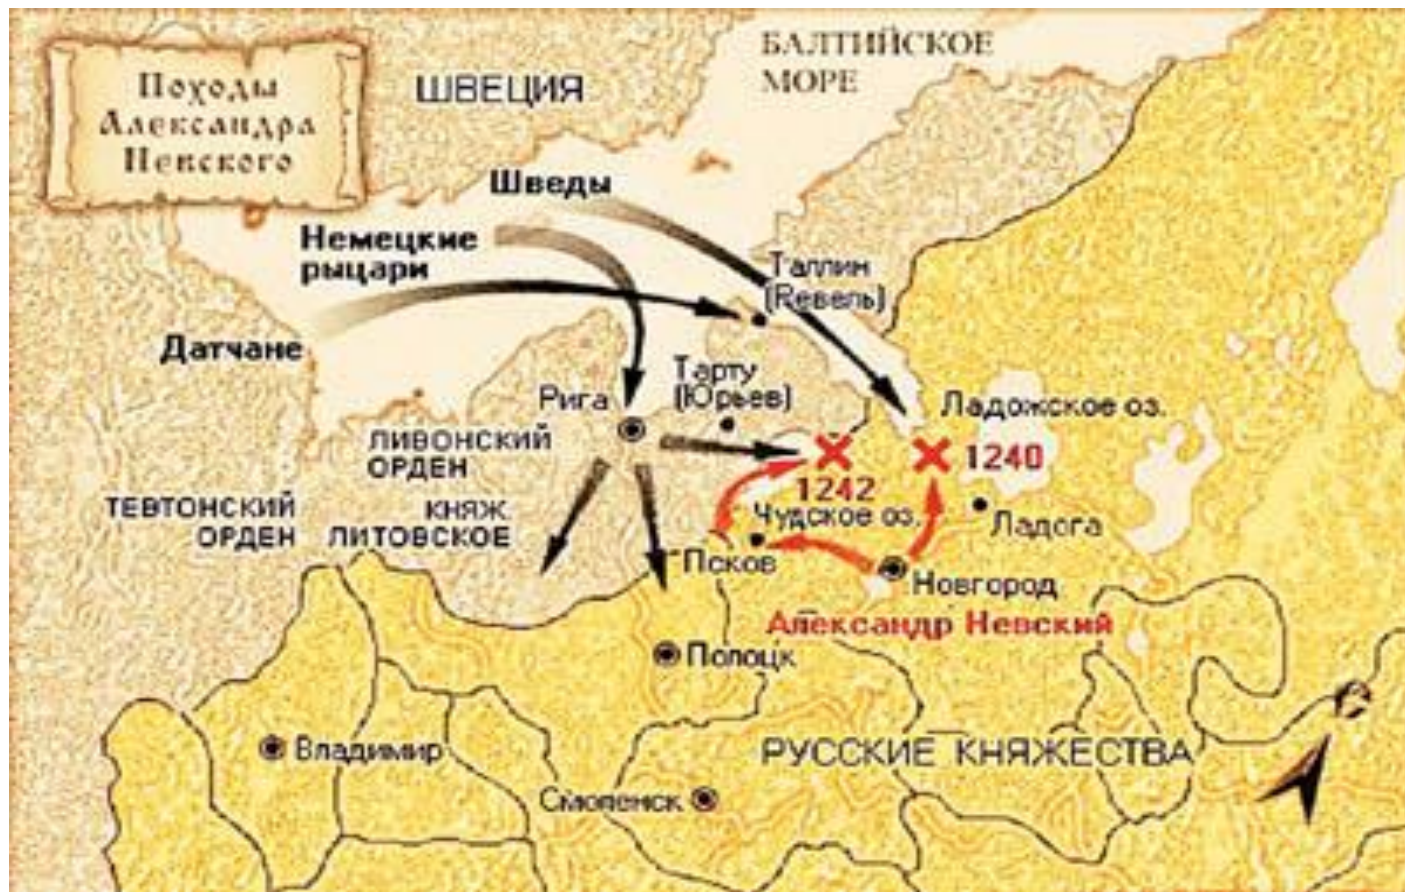 Походы
Александра
Невского
ШВЕЦИЯ
БАЛТИЙСКОЕ
МОРЕ
Шведы
Немецкие
рыцари
Датчане
Таллин
(Ревель)
Тарту
(Юрьев)
Рига
Ладожское оз.
1240
ЛИВОНСКИЙ
ОРДЕН
1242
Чудское оз.
Ладога
ТЕВТОНСКИЙ
ОРДЕН
КНЯЖ.
ЛИТОВСКОЕ
Псков
Новгород
Александр Невский
Полоцк
Владимир
РУССКИЕ КНЯЖЕСТВА
Смоленск
С